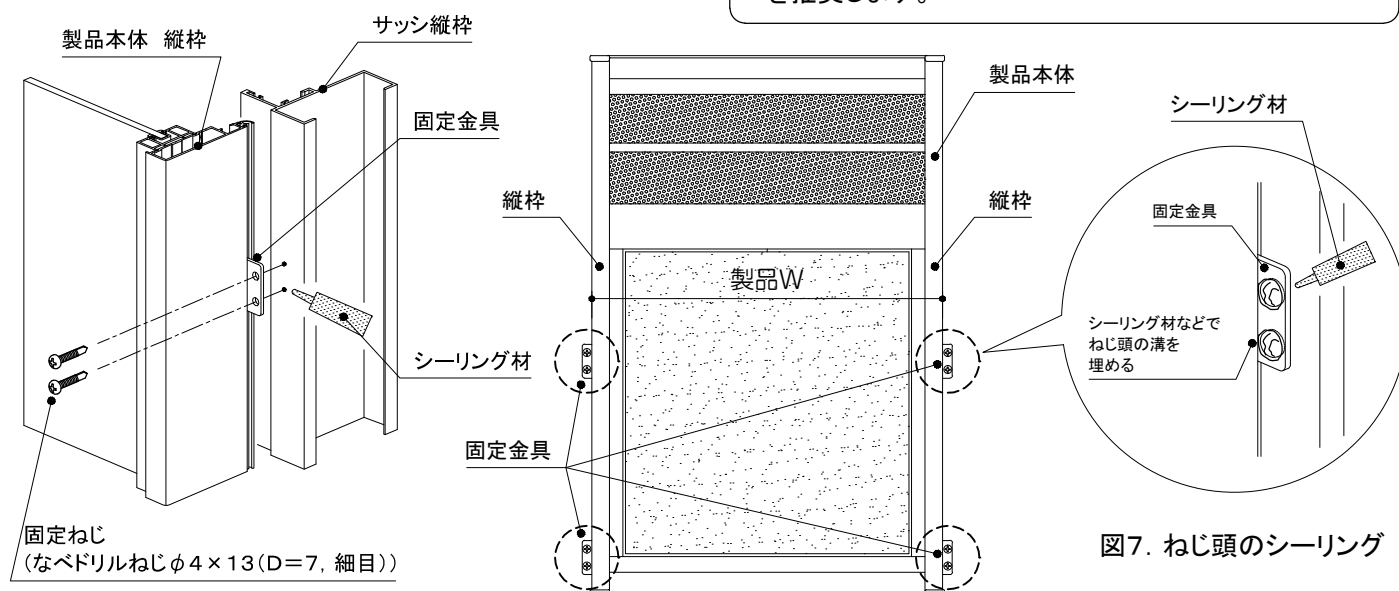 を推奨します。
サッシ縦枠
製品本体 縦枠
固定金具
シーリング材
固定ねじ
(なべドリルねじφ4×13(D=7, 細目))
製品本体
縦枠
縦枠
製品W
固定金具
シーリング材
固定金具
シーリング材などで
ねじ頭の溝を
埋める
図7. ねじ頭のシーリング